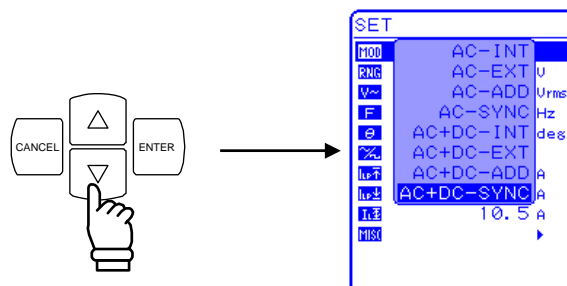 CANCEL
ENTER
SET
MOD AC-INT
RNG AC-EXT V
V~ AC-ADD Vrms
F AC-SYNC Hz
θ AC+DC-INT deg
AC+DC-EXT
AC+DC-ADD A
AC+DC-SYNC A
10.5 A
MISC